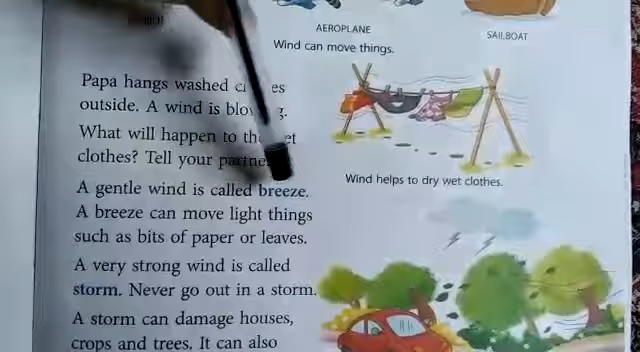 AEROPLANE
SAILBOAT
Wind can move things.
Papa hangs washed
outside. A wind is
What will happen to
clothes? Tell your
A gentle wind is called breeze.
A breeze can move light things
such as bits of paper or leaves.
Wind helps to dry wet clothes.
A very strong wind is called
storm. Never go out in a storm.
A storm can damage houses,
crops and trees. It can also